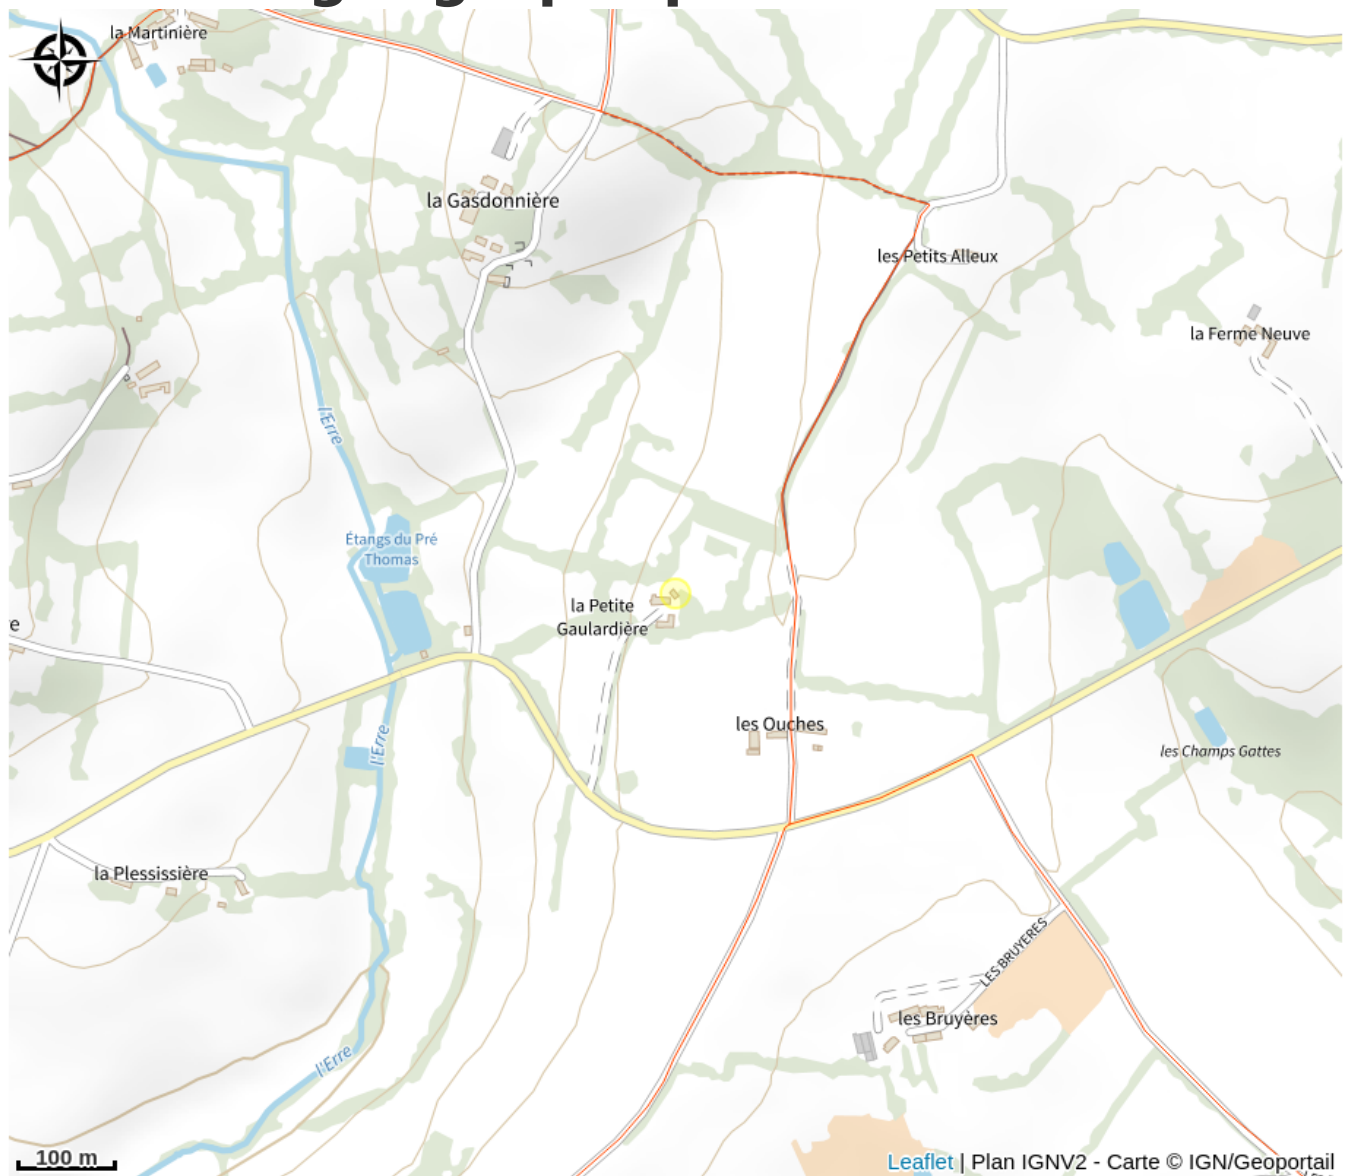 la Martinière
la Gasdonnière
les Petits Alleux
la Ferme Neuve
l'Erre
Étangs du Pré
Thomas
la Petite
Gaulardière
e
les Ouches
l'Erre
les Champs Gattes
la Plessissière
LES BRUYERES
les Bruyères
l'Erre
100 m
Leaflet | Plan IGNV2 - Carte © IGN/Geoportail